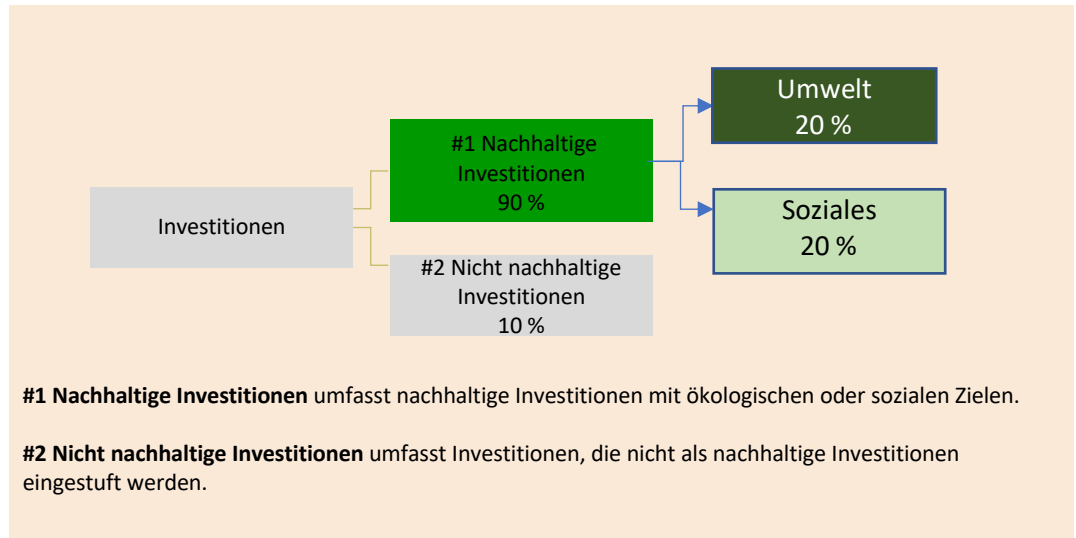 Umwelt
20 %
#1 Nachhaltige
Investitionen
90 %
Soziales
20 %
Investitionen
#2 Nicht nachhaltige
Investitionen
10 %
#1 Nachhaltige Investitionen umfasst nachhaltige Investitionen mit ökologischen oder sozialen Zielen.
#2 Nicht nachhaltige Investitionen umfasst Investitionen, die nicht als nachhaltige Investitionen
eingestuft werden.